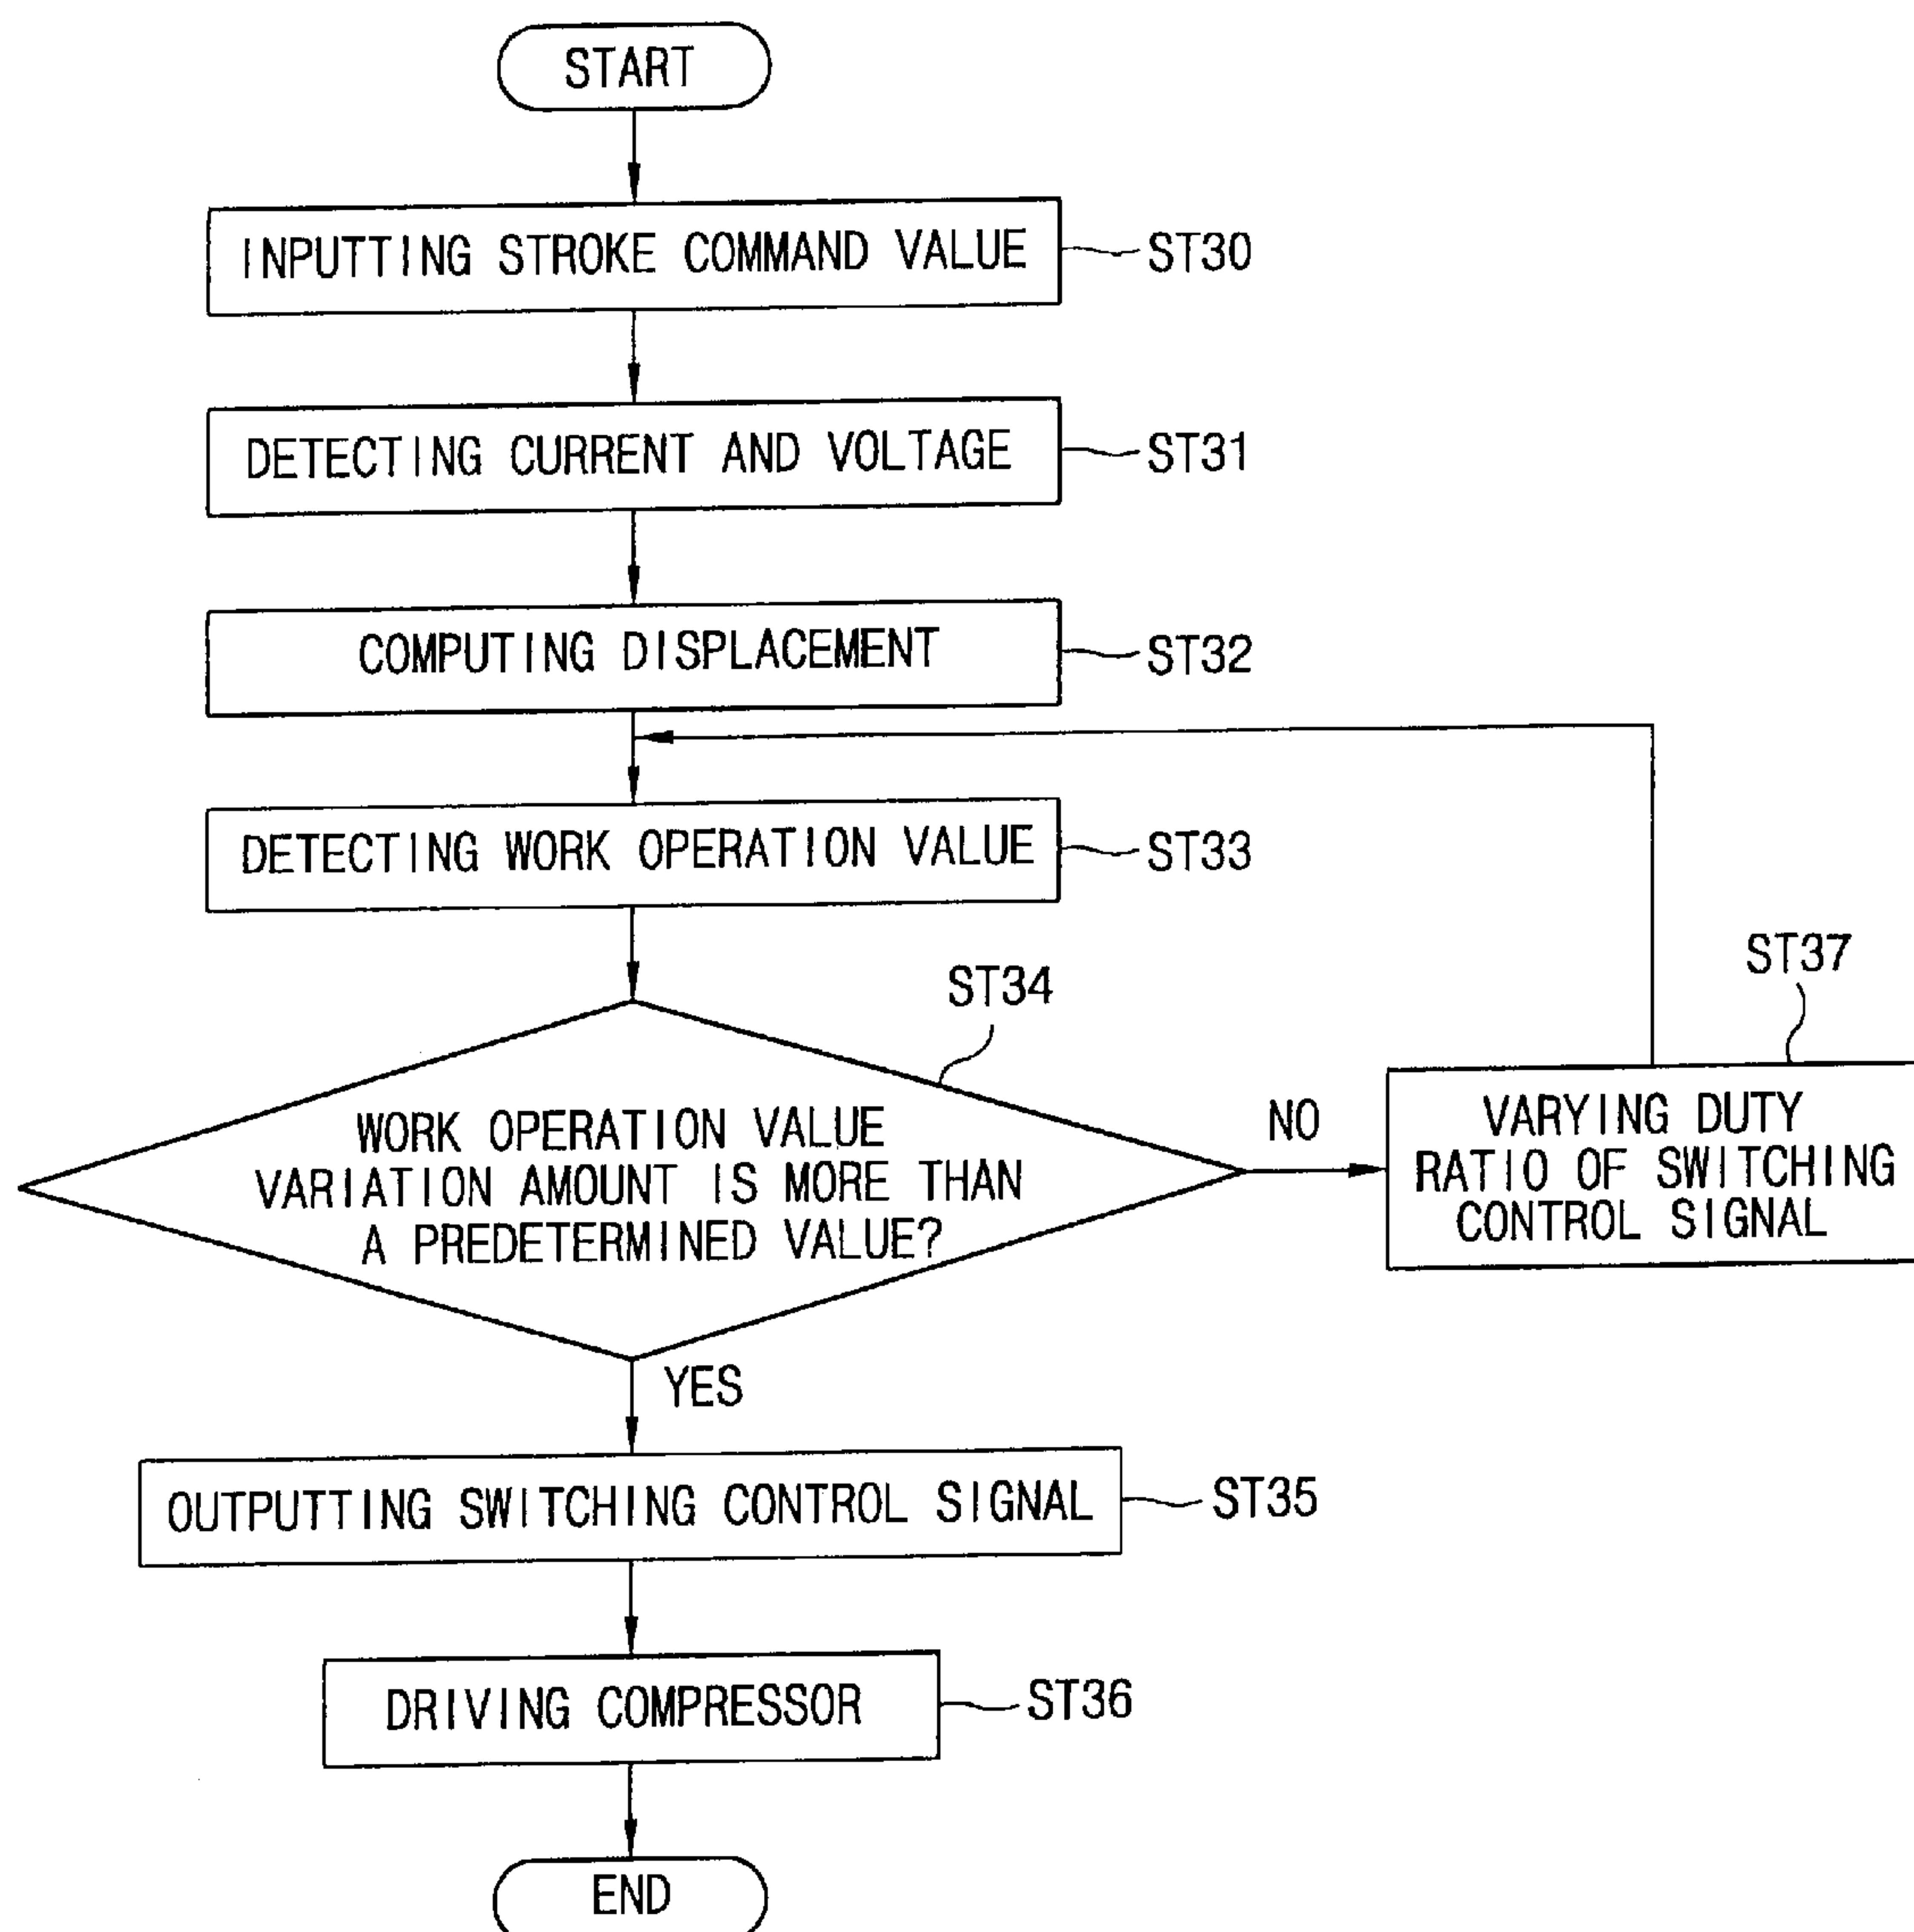 START
INPUTTING STROKE COMMAND VALUE
ST30
DETECTING CURRENT AND VOLTAGE
ST31
COMPUTING DISPLACEMENT
ST32
DETECTING WORK OPERATION VALUE
ST33
ST34
WORK OPERATION VALUE
VARIATION AMOUNT IS MORE THAN
A PREDETERMINED VALUE?
NO
ST37
VARYING DUTY
RATIO OF SWITCHING
CONTROL SIGNAL
YES
OUTPUTTING SWITCHING CONTROL SIGNAL
ST35
DRIVING COMPRESSOR
ST36
END